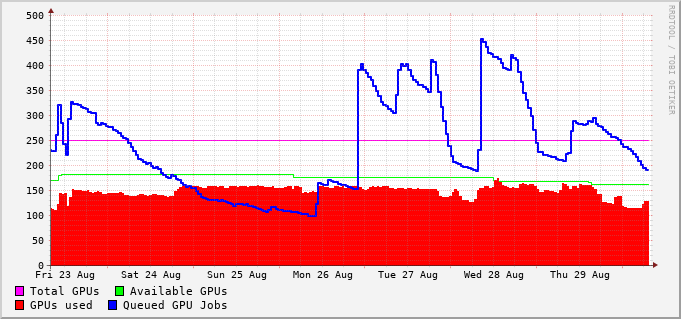 500
450
400
350
300
250
200
150
100
50
0
Fri 23 Aug Sat 24 Aug Sun 25 Aug Mon 26 Aug Tue 27 Aug Wed 28 Aug Thu 29 Aug
Total GPUs Available GPUs
GPUs used Queued GPU Jobs
RRDTOOL / TOBI OETIKER